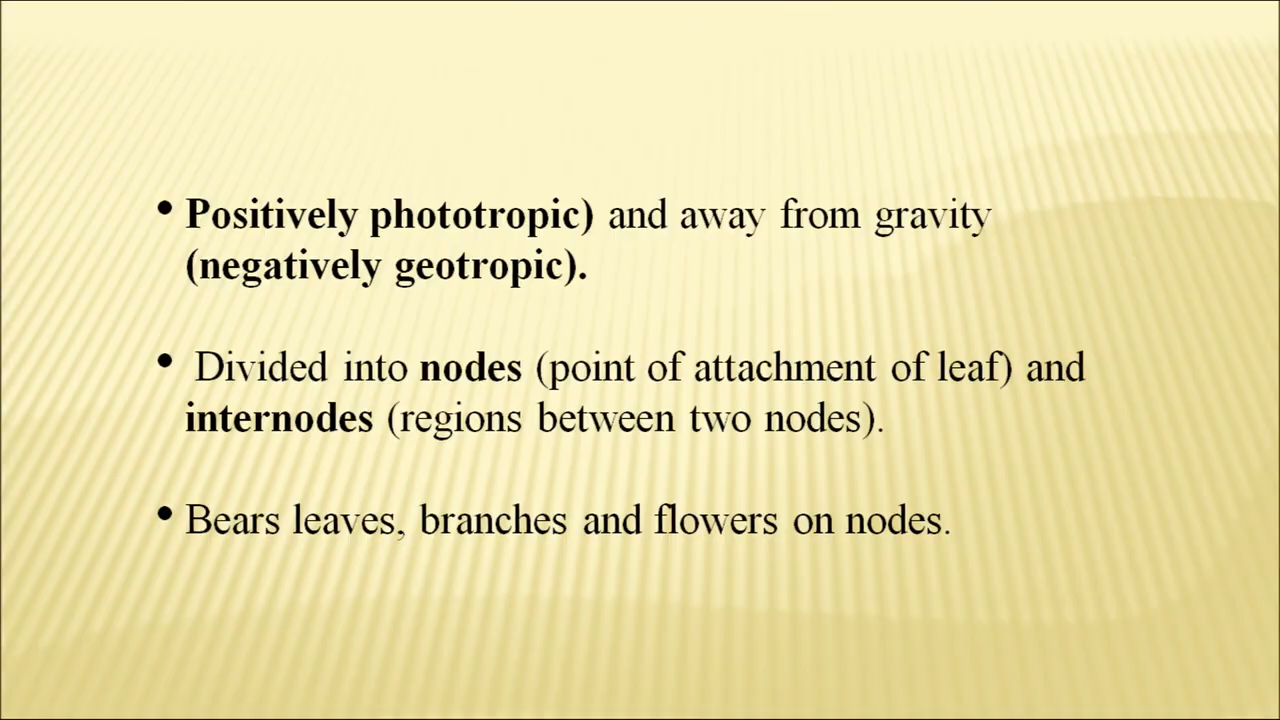 • Positively phototropic) and away from gravity
(negatively geotropic).
• Divided into nodes (point of attachment of leaf) and
internodes (regions between two nodes).
• Bears leaves, branches and flowers on nodes.